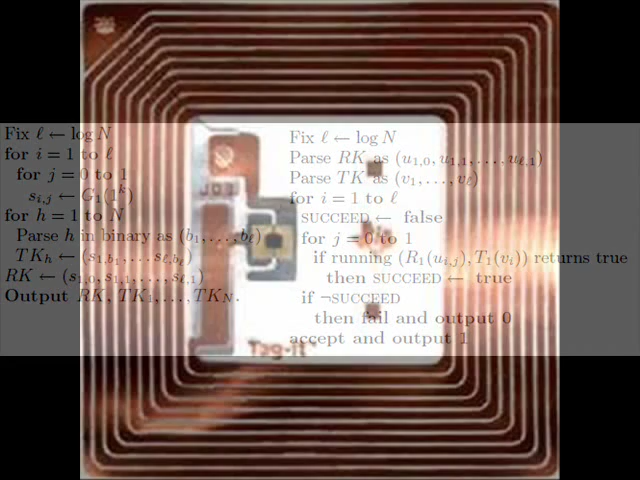 Fix ℓ ← log N
for i = 1 to ℓ
for j = 0 to 1
s_{i,j} ← G_1(1^k)
for h = 1 to N
Parse h in binary as (b_1, . . . , b_ℓ)
TK_h ← (s_{1,b_1}, . . . s_{ℓ,b_ℓ})
RK ← (s_{1,0}, s_{1,1}, . . . , s_{ℓ,1})
Output RK, TK_1, . . . , TK_N.
Fix ℓ ← log N
Parse RK as (u_{1,0}, u_{1,1}, . . . , u_{ℓ,1})
Parse TK as (v_1, . . . , v_ℓ)
for i = 1 to ℓ
SUCCEED ← false
for j = 0 to 1
if running (R_1(u_{i,j}), T_1(v_i)) returns true
then SUCCEED ← true
if ¬SUCCEED
then fail and output 0
accept and output 1
Tag-it™